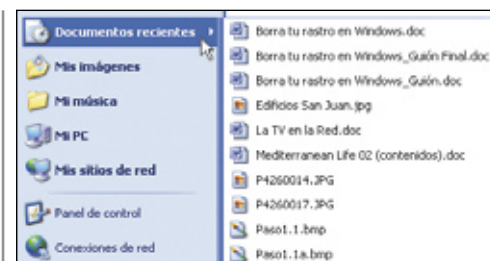 Documentos recientes
Mis imágenes
Mi música
Mi PC
Mis sitios de red
Panel de control
Conexiones de red
Borra tu rastro en Windows.doc
Borra tu rastro en Windows_Guión Final.doc
Borra tu rastro en Windows_Guión.doc
Edificios San Juan.jpg
La TV en la Red.doc
Mediterranean Life 02 (contenidos).doc
P4260014.JPG
P4260017.JPG
Paso1.1.bmp
Paso1.1a.bmp